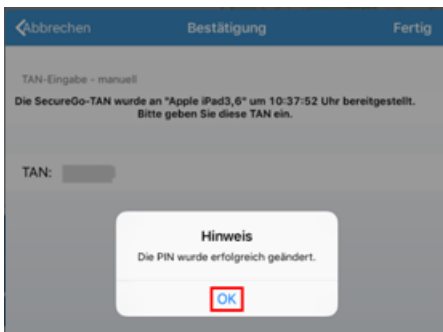 Abbrechen Bestätigung Fertig
TAN-Eingabe - manuell
Die SecureGo-TAN wurde an "Apple iPad3,6" um 10:37:52 Uhr bereitgestellt.
Bitte geben Sie diese TAN ein.
TAN:
Hinweis
Die PIN wurde erfolgreich geändert.
OK